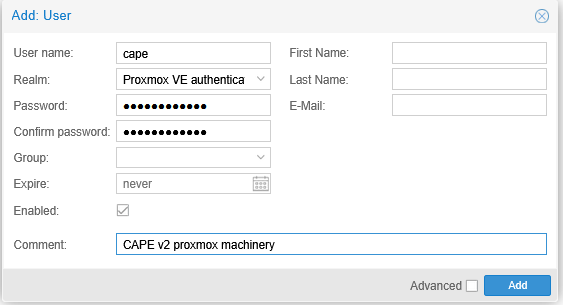 Add: User
User name: cape First Name:
Realm: Proxmox VE authentica Last Name:
Password: ●●●●●●●●●●●● E-Mail:
Confirm password: ●●●●●●●●●●●●
Group:
Expire: never
Enabled:
Comment: CAPE v2 proxmox machinery
Advanced Add